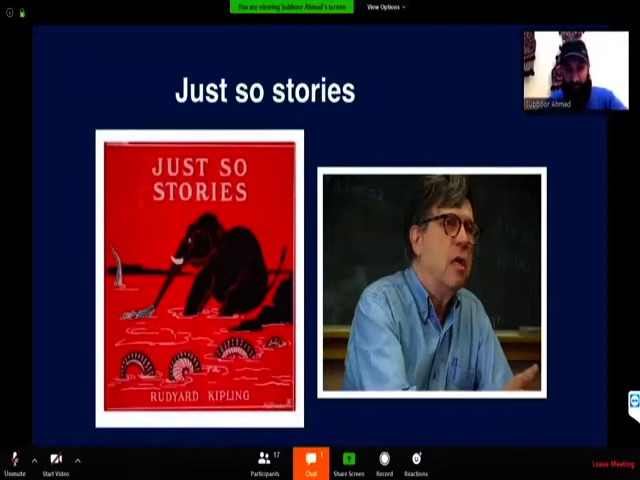 You are viewing Subboor Ahmad's screen
View Options
Just so stories
JUST SO
STORIES
RUDYARD KIPLING
Subboor Ahmad
Unmute
Start Video
Participants
17
Chat
1
Share Screen
Record
Reactions
Leave Meeting